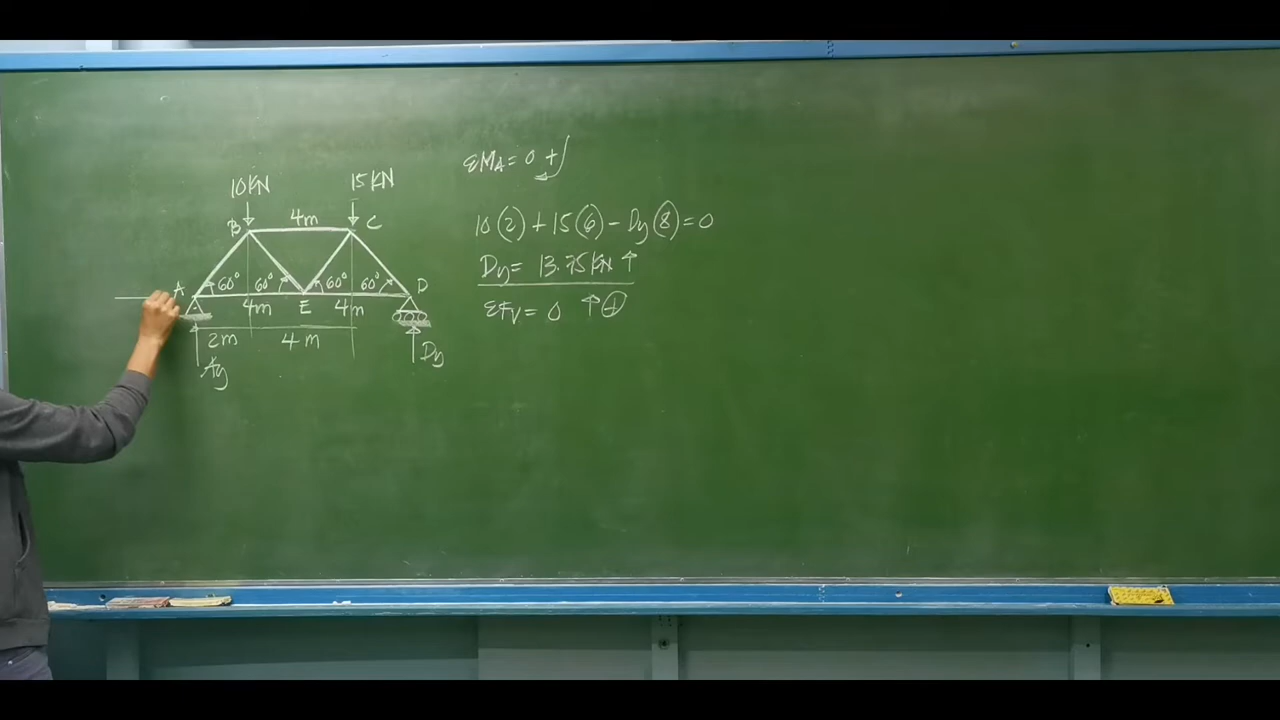 10KN 15KN
B 4m C
A 60° 60° 60° 60° D
4m E 4m
2m 4m
Ay Dy
ΣMA = 0 +
10(2) + 15(6) - Dy(8) = 0
Dy = 13.75KN ↑
ΣFV = 0 ↑ +